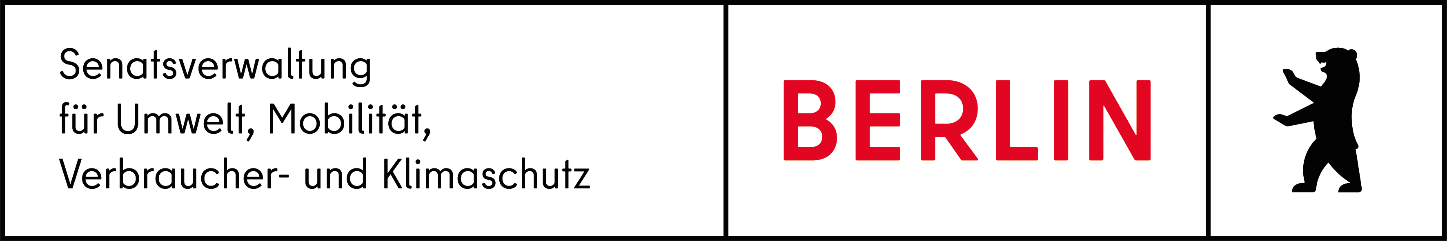 Senatsverwaltung
für Umwelt, Mobilität,
Verbraucher- und Klimaschutz
BERLIN